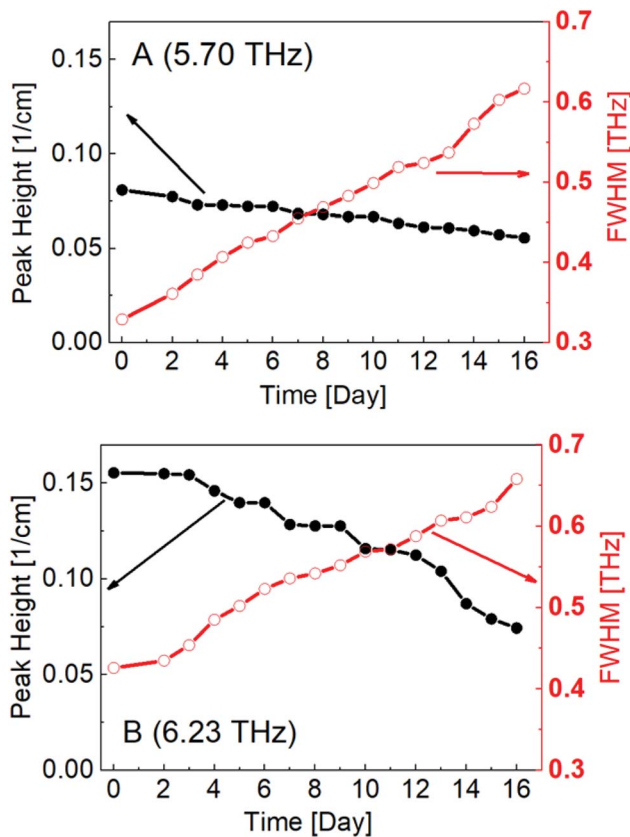 A (5.70 THz)
Peak Height [1/cm]
0.15
0.10
0.05
0.00
0.7
0.6
0.5
0.4
0.3
FWHM [THz]
0 2 4 6 8 10 12 14 16
Time [Day]
B (6.23 THz)
Peak Height [1/cm]
0.15
0.10
0.05
0.00
0.7
0.6
0.5
0.4
0.3
FWHM [THz]
0 2 4 6 8 10 12 14 16
Time [Day]